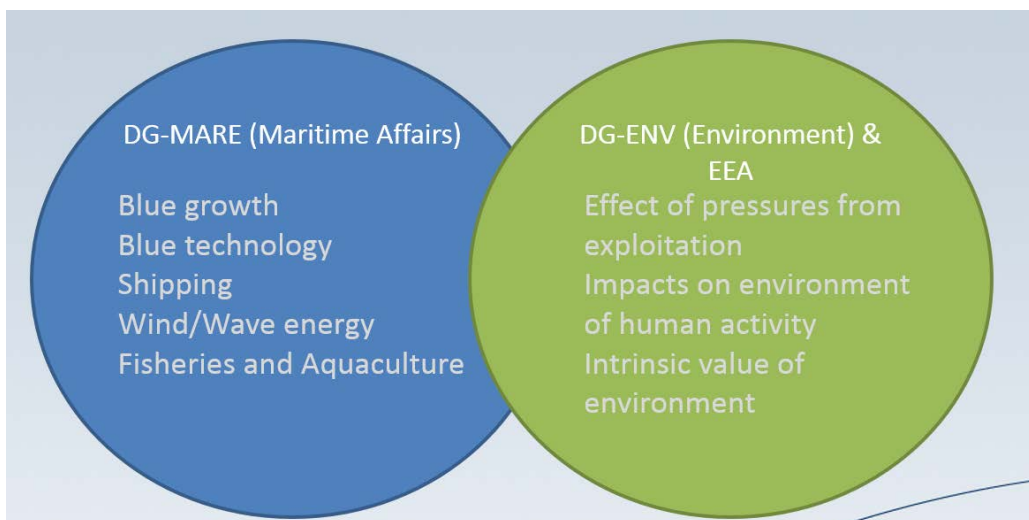 DG-MARE (Maritime Affairs)
Blue growth
Blue technology
Shipping
Wind/Wave energy
Fisheries and Aquaculture
DG-ENV (Environment) &
EEA
Effect of pressures from
exploitation
Impacts on environment
of human activity
Intrinsic value of
environment